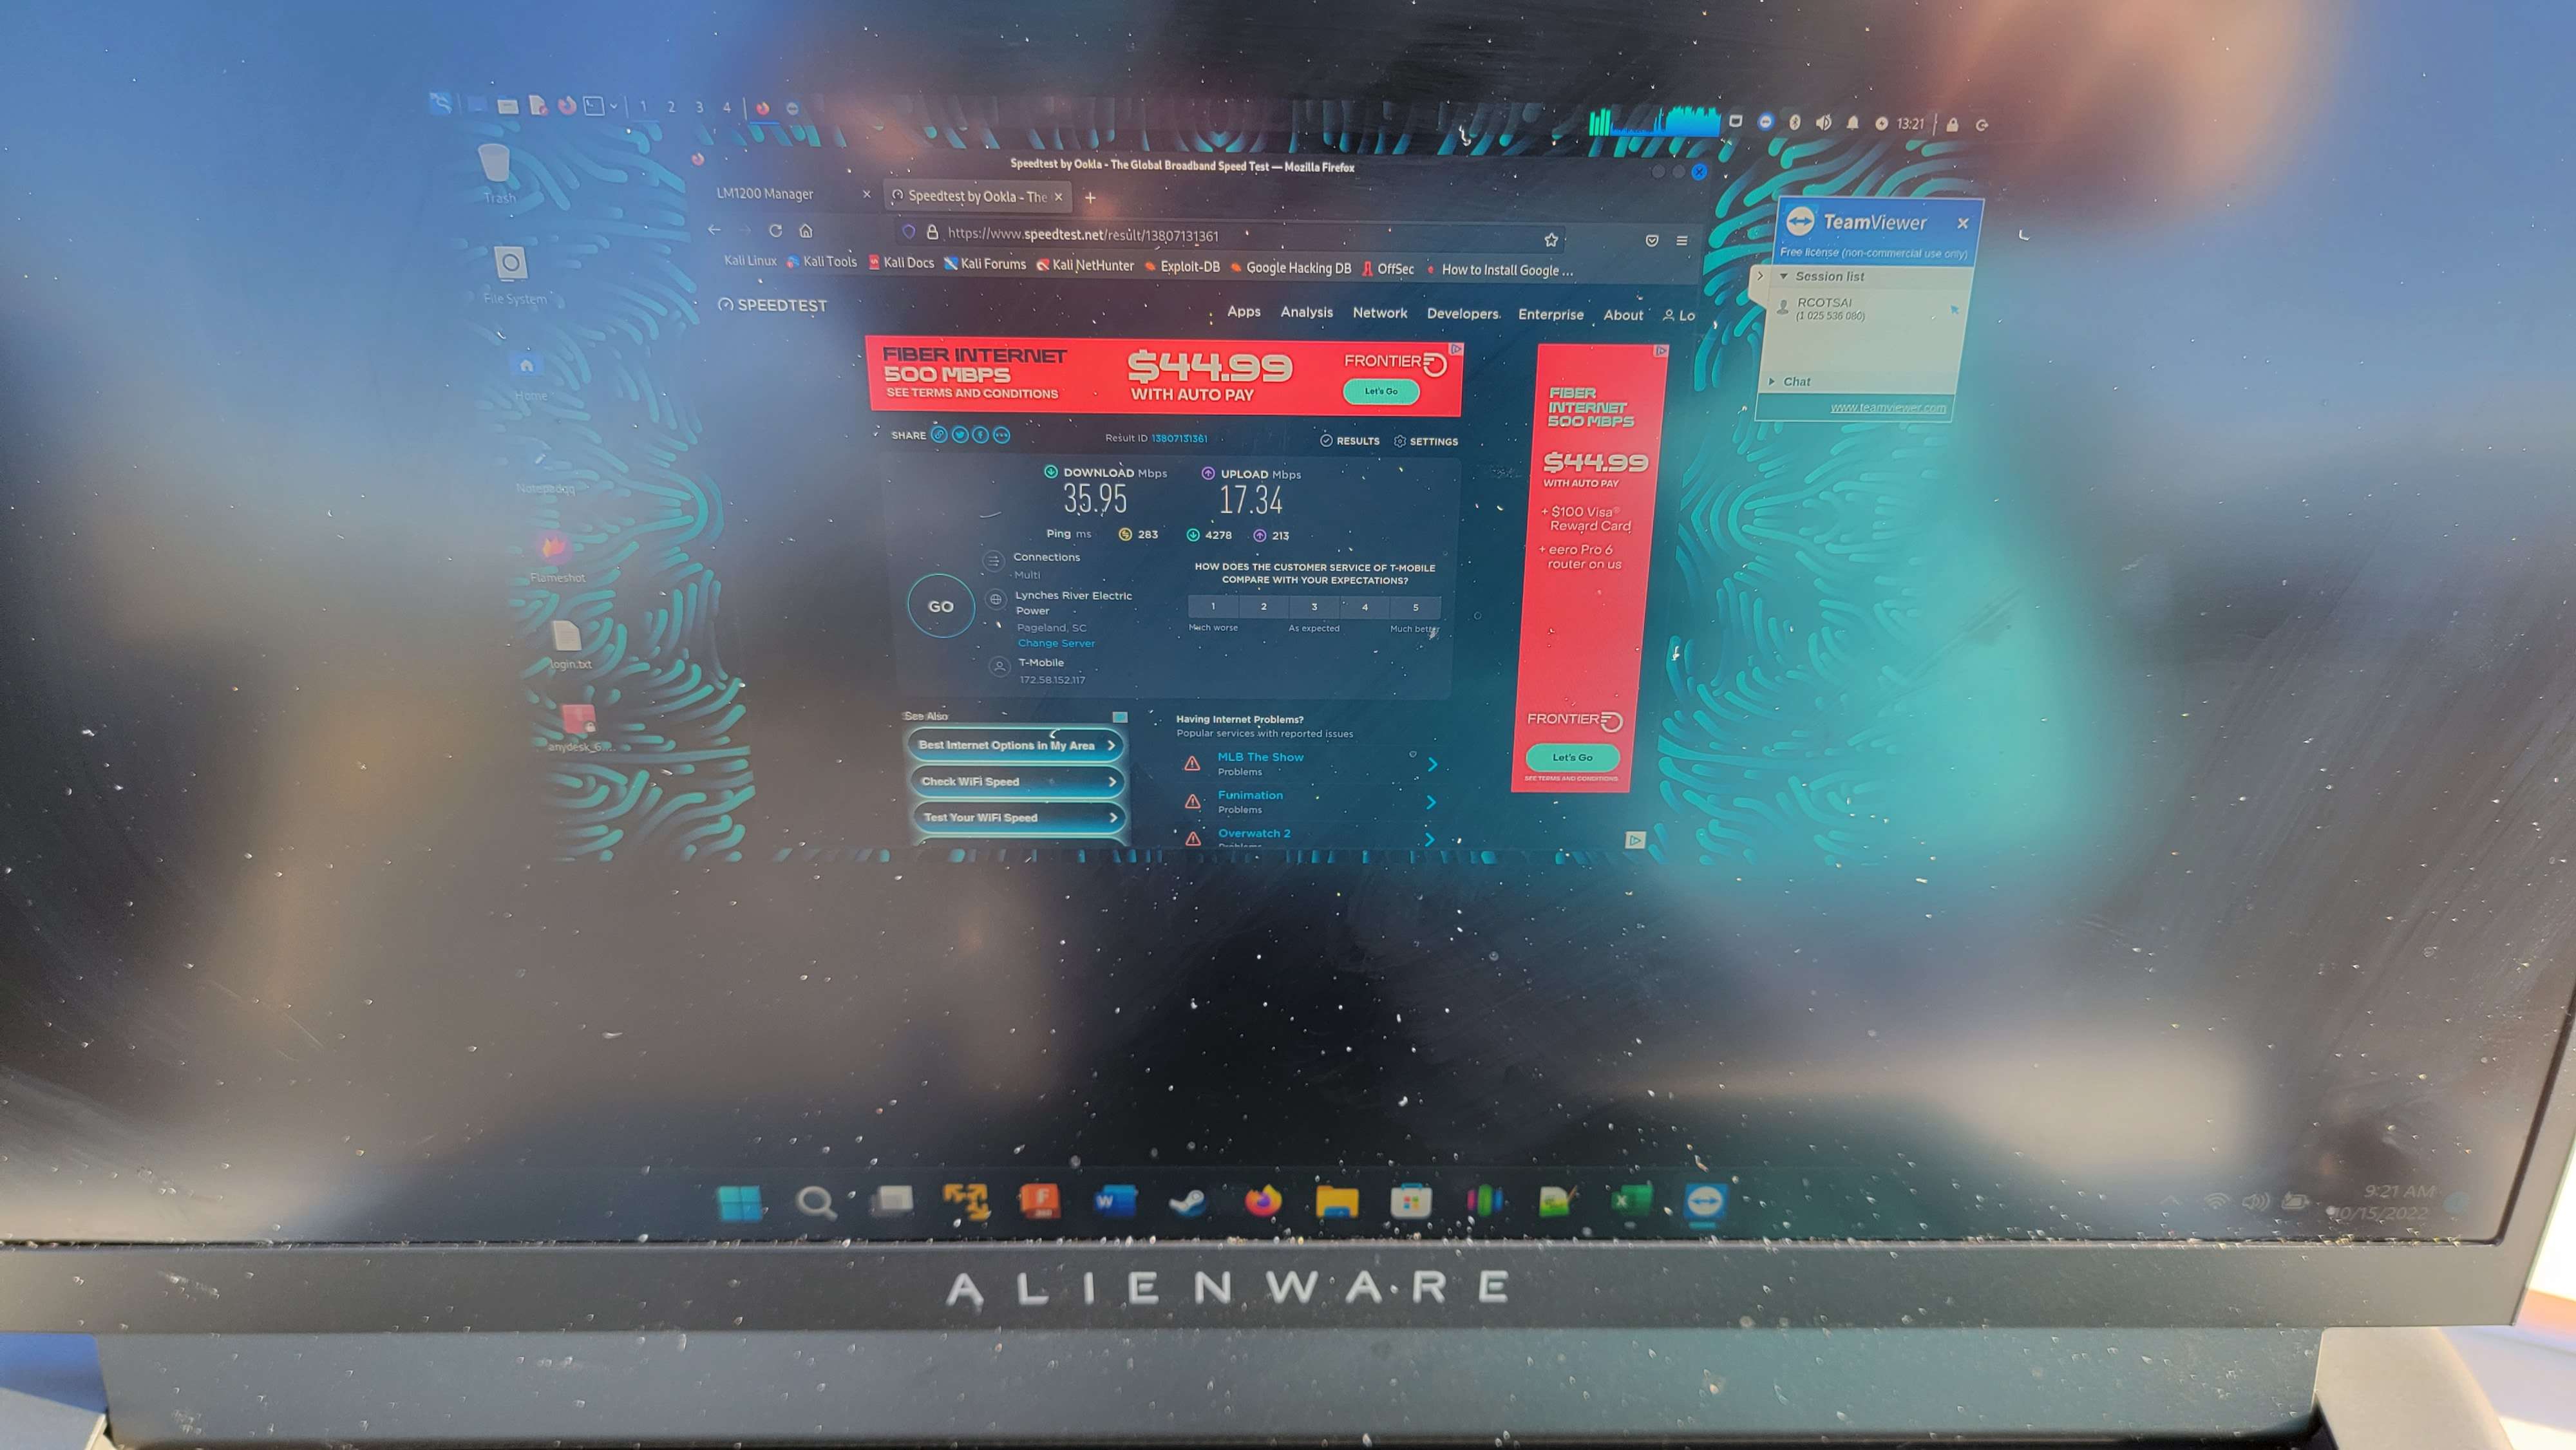 1 2 3 4
13:21
Trash
File System
Home
Notepadqq
Flameshot
login.txt
anydesk_6....
Speedtest by Ookla - The Global Broadband Speed Test — Mozilla Firefox
LM1200 Manager
Speedtest by Ookla - The
https://www.speedtest.net/result/13807131361
Kali Linux Kali Tools Kali Docs Kali Forums Kali NetHunter Exploit-DB Google Hacking DB OffSec How to Install Google ...
SPEEDTEST
Apps Analysis Network Developers Enterprise About Lo
FIBER INTERNET
500 MBPS
SEE TERMS AND CONDITIONS
$44.99
WITH AUTO PAY
FRONTIER
Let's Go
SHARE
Result ID 13807131361
RESULTS SETTINGS
DOWNLOAD Mbps
35.95
UPLOAD Mbps
17.34
Ping ms 283 4278 213
GO
Connections
Multi
Lynches River Electric
Power
Pageland, SC
Change Server
T-Mobile
172.58.152.117
HOW DOES THE CUSTOMER SERVICE OF T-MOBILE
COMPARE WITH YOUR EXPECTATIONS?
1 2 3 4 5
Much worse As expected Much better
See Also
Best Internet Options in My Area
Check WiFi Speed
Test Your WiFi Speed
Having Internet Problems?
Popular services with reported issues
MLB The Show
Problems
Funimation
Problems
Overwatch 2
Problems
FIBER
INTERNET
500 MBPS
$44.99
WITH AUTO PAY
+ $100 Visa®
Reward Card
+ eero Pro 6
router on us
FRONTIER
Let's Go
SEE TERMS AND CONDITIONS
TeamViewer
Free license (non-commercial use only)
Session list
RCOTSAI
(1 025 536 080)
Chat
www.teamviewer.com
9:21 AM
10/15/2022
ALIENWARE